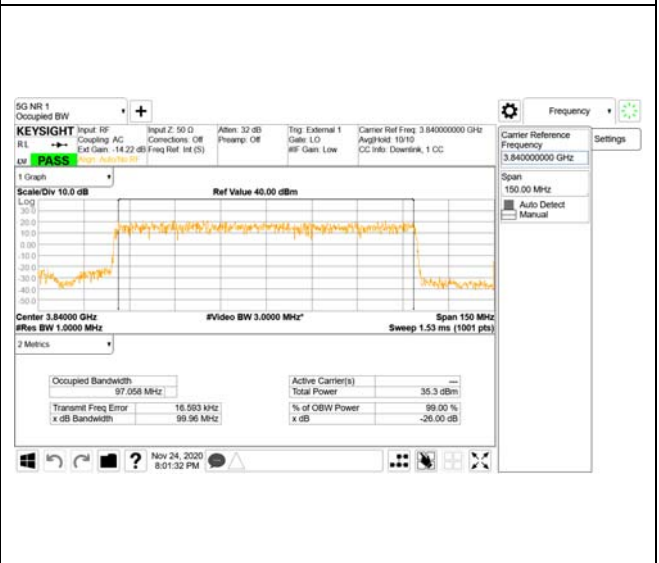 5G NR 1
Occupied BW
Frequency
KEYSIGHT
Input: RF
Input Z: 50 Ω
Atten: 32 dB
Trig: External 1
Carrier Ref Freq: 3.840000000 GHz
RL
Coupling: AC
Corrections: Off
Preamp: Off
Gate: LO
Avg|Hold: 10/10
Ext Gain: -14.22 dB
Freq Ref: Int (S)
#IF Gain: Low
CC Info: Downlink, 1 CC
PASS
Align: Auto/No RF
Carrier Reference
Frequency
3.840000000 GHz
Settings
Span
150.00 MHz
Auto Detect
Manual
1 Graph
Scale/Div 10.0 dB
Ref Value 40.00 dBm
Log
30.0
20.0
10.0
0.00
-10.0
-20.0
-30.0
-40.0
-50.0
Center 3.84000 GHz
#Video BW 3.0000 MHz*
Span 150 MHz
#Res BW 1.0000 MHz
Sweep 1.53 ms (1001 pts)
2 Metrics
Occupied Bandwidth
97.058 MHz
Active Carrier(s)
---
Total Power
35.3 dBm
Transmit Freq Error
16.593 kHz
% of OBW Power
99.00 %
x dB Bandwidth
99.96 MHz
x dB
-26.00 dB
?
Nov 24, 2020
8:01:32 PM